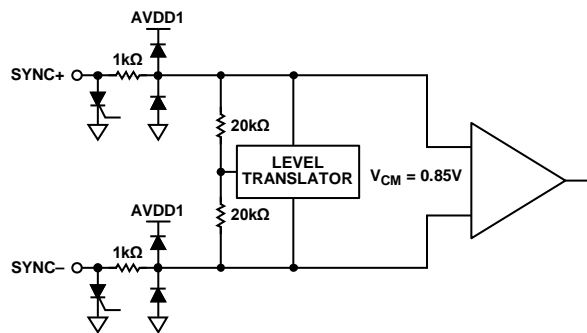 AVDD1
1kΩ
SYNC+
20kΩ
LEVEL
TRANSLATOR
VCM = 0.85V
20kΩ
AVDD1
1kΩ
SYNC–